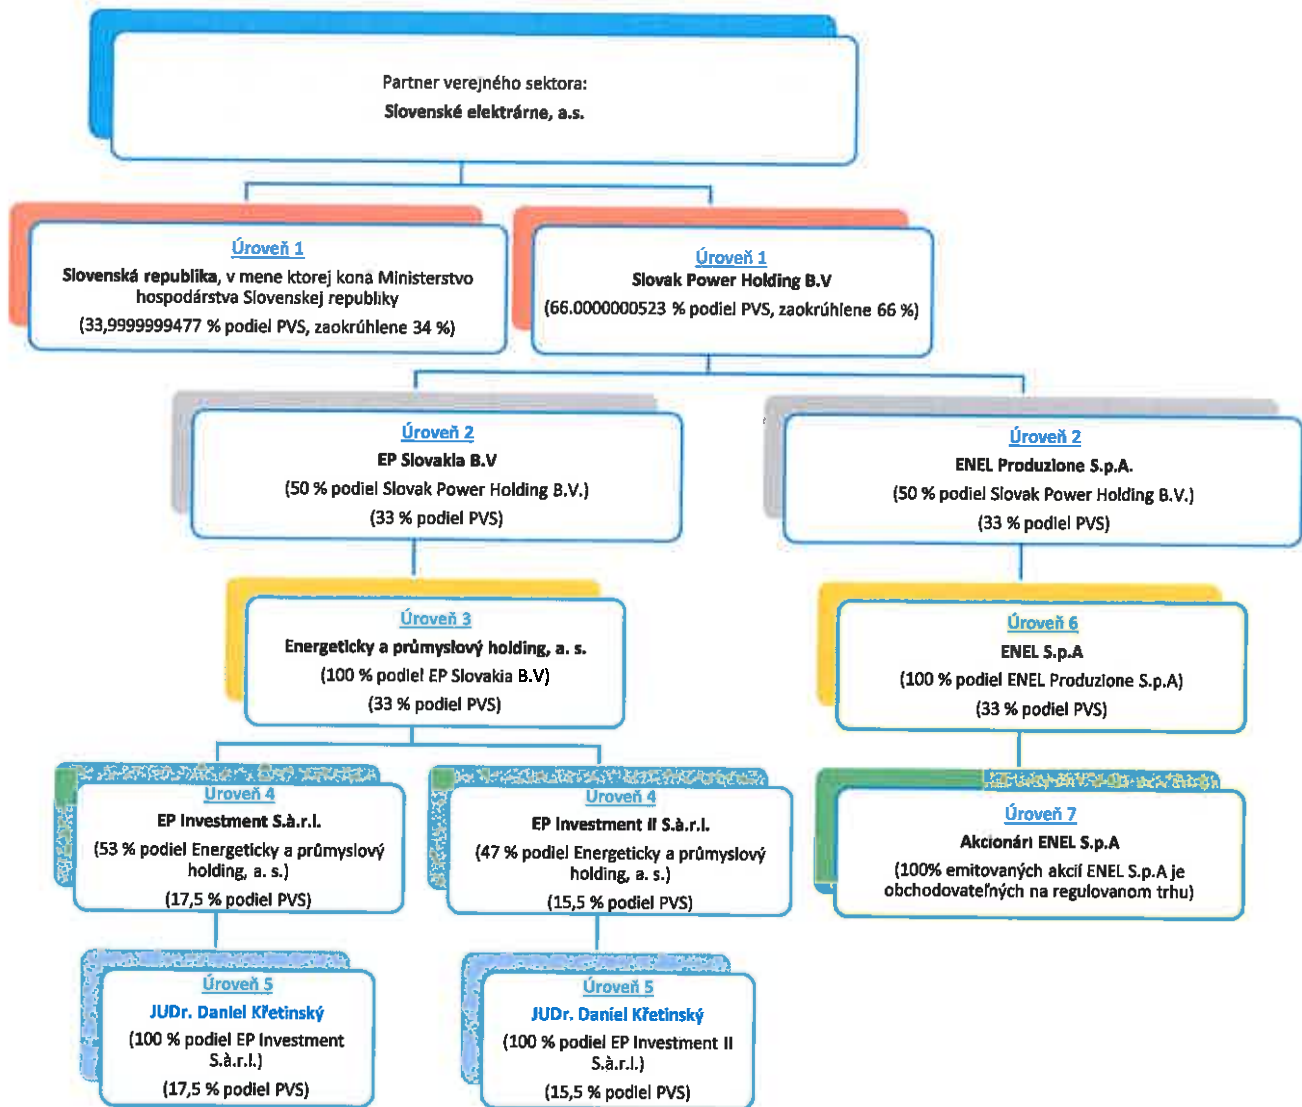 Partner verejného sektora:
Slovenské elektrárne, a.s.
Úroveň 1
Slovenská republika, v mene ktorej koná Ministerstvo
hospodárstva Slovenskej republiky
(33,9999999477 % podiel PVS, zaokrúhlene 34 %)
Úroveň 1
Slovak Power Holding B.V
(66.0000000523 % podiel PVS, zaokrúhlene 66 %)
Úroveň 2
EP Slovakia B.V
(50 % podiel Slovak Power Holding B.V.)
(33 % podiel PVS)
Úroveň 2
ENEL Produzione S.p.A.
(50 % podiel Slovak Power Holding B.V.)
(33 % podiel PVS)
Úroveň 3
Energeticky a průmyslový holding, a. s.
(100 % podiel EP Slovakia B.V)
(33 % podiel PVS)
Úroveň 6
ENEL S.p.A
(100 % podiel ENEL Produzione S.p.A)
(33 % podiel PVS)
Úroveň 4
EP Investment S.à.r.l.
(53 % podiel Energeticky a průmyslový
holding, a. s.)
(17,5 % podiel PVS)
Úroveň 4
EP Investment II S.à.r.l.
(47 % podiel Energeticky a průmyslový
holding, a. s.)
(15,5 % podiel PVS)
Úroveň 7
Akcionári ENEL S.p.A
(100% emitovaných akcií ENEL S.p.A je
obchodovateľných na regulovanom trhu)
Úroveň 5
JUDr. Daniel Křetinský
(100 % podiel EP Investment
S.à.r.l.)
(17,5 % podiel PVS)
Úroveň 5
JUDr. Daniel Křetinský
(100 % podiel EP Investment II
S.à.r.l.)
(15,5 % podiel PVS)